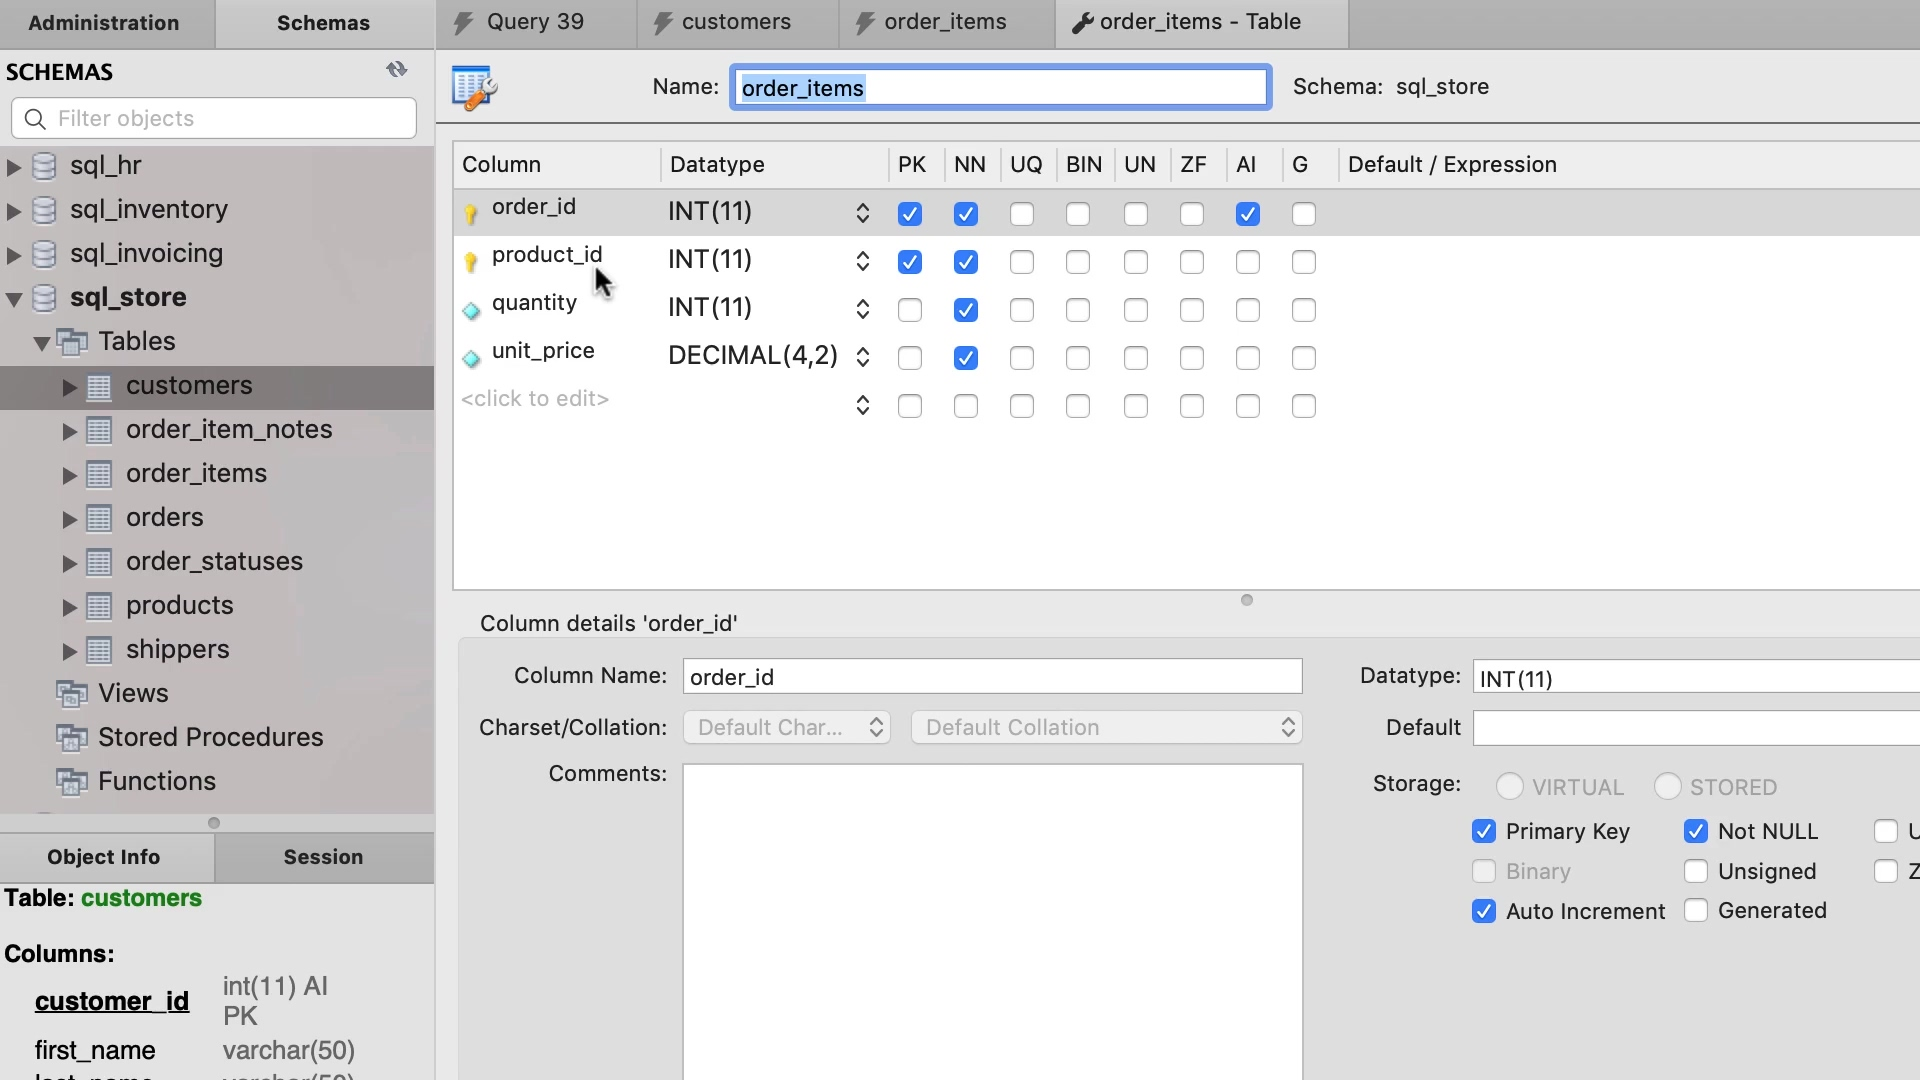 Administration
Schemas
Query 39
customers
order_items
order_items - Table
SCHEMAS
Name:
order_items
Schema: sql_store
Filter objects
sql_hr
sql_inventory
sql_invoicing
sql_store
Tables
customers
order_item_notes
order_items
orders
order_statuses
products
shippers
Views
Stored Procedures
Functions
Column Datatype PK NN UQ BIN UN ZF AI G Default / Expression
order_id INT(11)
product_id INT(11)
quantity INT(11)
unit_price DECIMAL(4,2)
<click to edit>
Column details 'order_id'
Column Name: order_id
Datatype: INT(11)
Charset/Collation: Default Char... Default Collation
Default
Comments:
Storage: VIRTUAL STORED
Primary Key Not NULL U
Binary Unsigned Z
Auto Increment Generated
Object Info
Session
Table: customers
Columns:
customer_id int(11) AI
PK
first_name varchar(50)